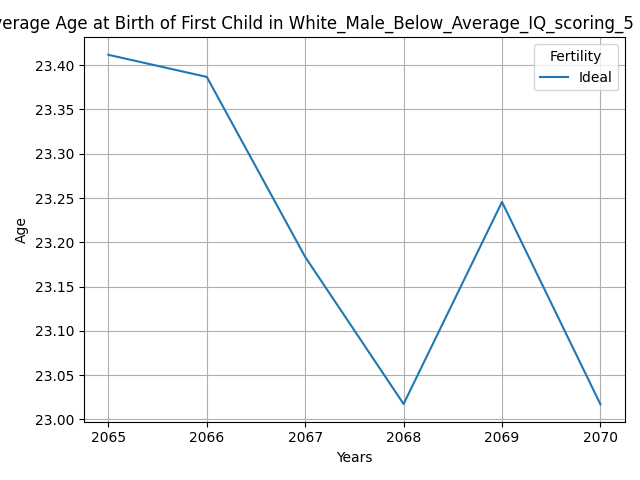 verage Age at Birth of First Child in White_Male_Below_Average_IQ_scoring_5
Fertility
Ideal
Age
23.40
23.35
23.30
23.25
23.20
23.15
23.10
23.05
23.00
2065 2066 2067 2068 2069 2070
Years